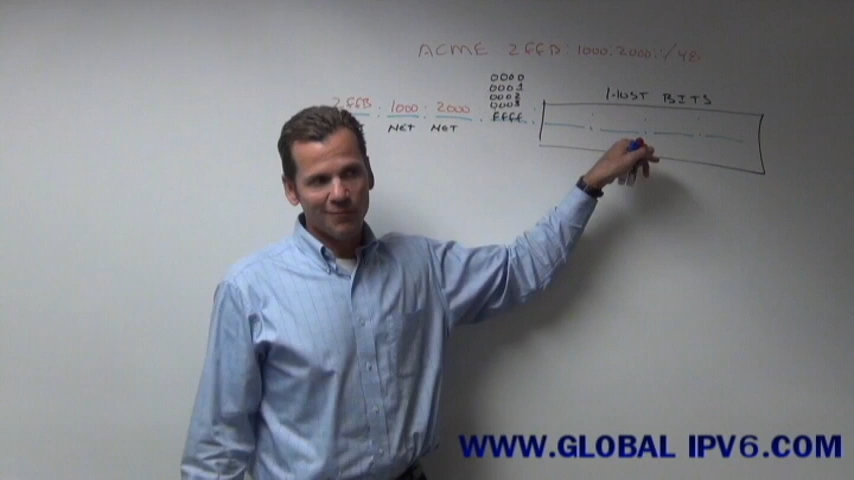 ACME 2FFD:1000:2000::/48
0000
0001
0002
0003
FFFF
2FFD : 1000 : 2000 :
NET NET
HOST BITS
WWW.GLOBAL IPV6.COM